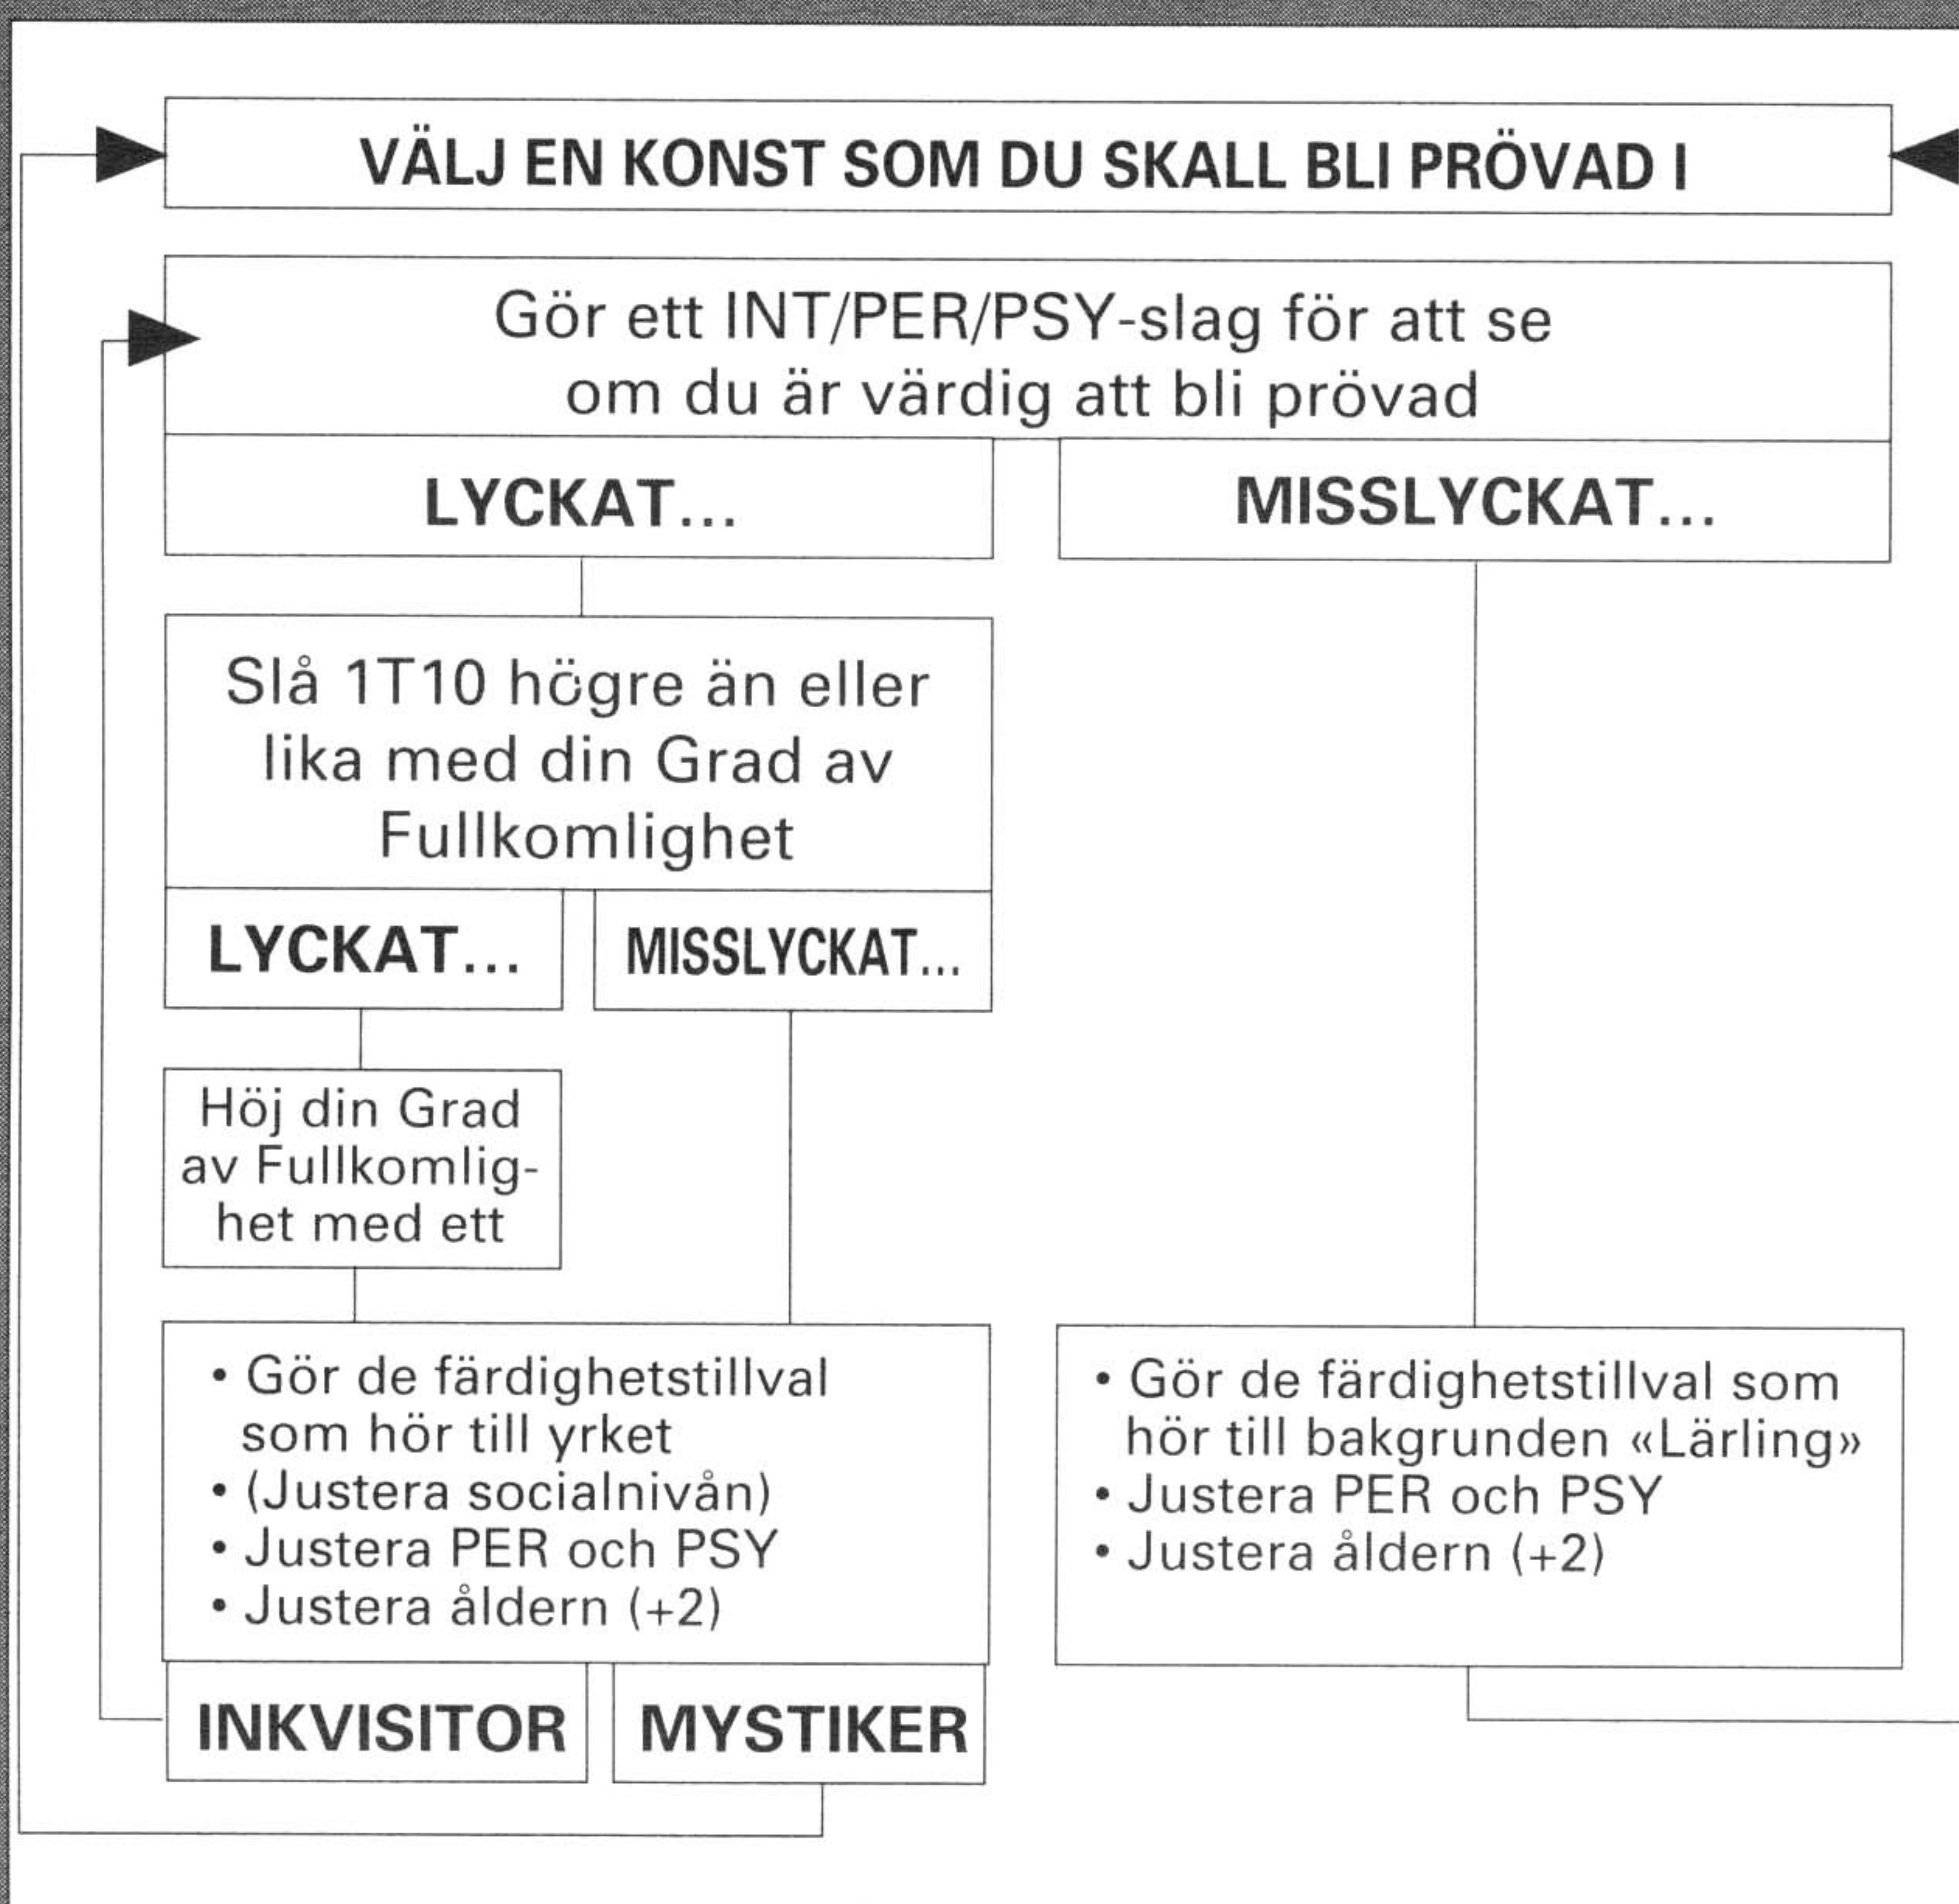 VÄLJ EN KONST SOM DU SKALL BLI PRÖVAD I
Gör ett INT/PER/PSY-slag för att se
om du är värdig att bli prövad
LYCKAT...
MISSLYCKAT...
Slå 1T10 högre än eller
lika med din Grad av
Fullkomlighet
LYCKAT...
MISSLYCKAT...
Höj din Grad
av Fullkomlig-
het med ett
• Gör de färdighetstillval
som hör till yrket
• (Justera socialnivån)
• Justera PER och PSY
• Justera åldern (+2)
INKVISITOR
MYSTIKER
• Gör de färdighetstillval som
hör till bakgrunden «Lärling»
• Justera PER och PSY
• Justera åldern (+2)